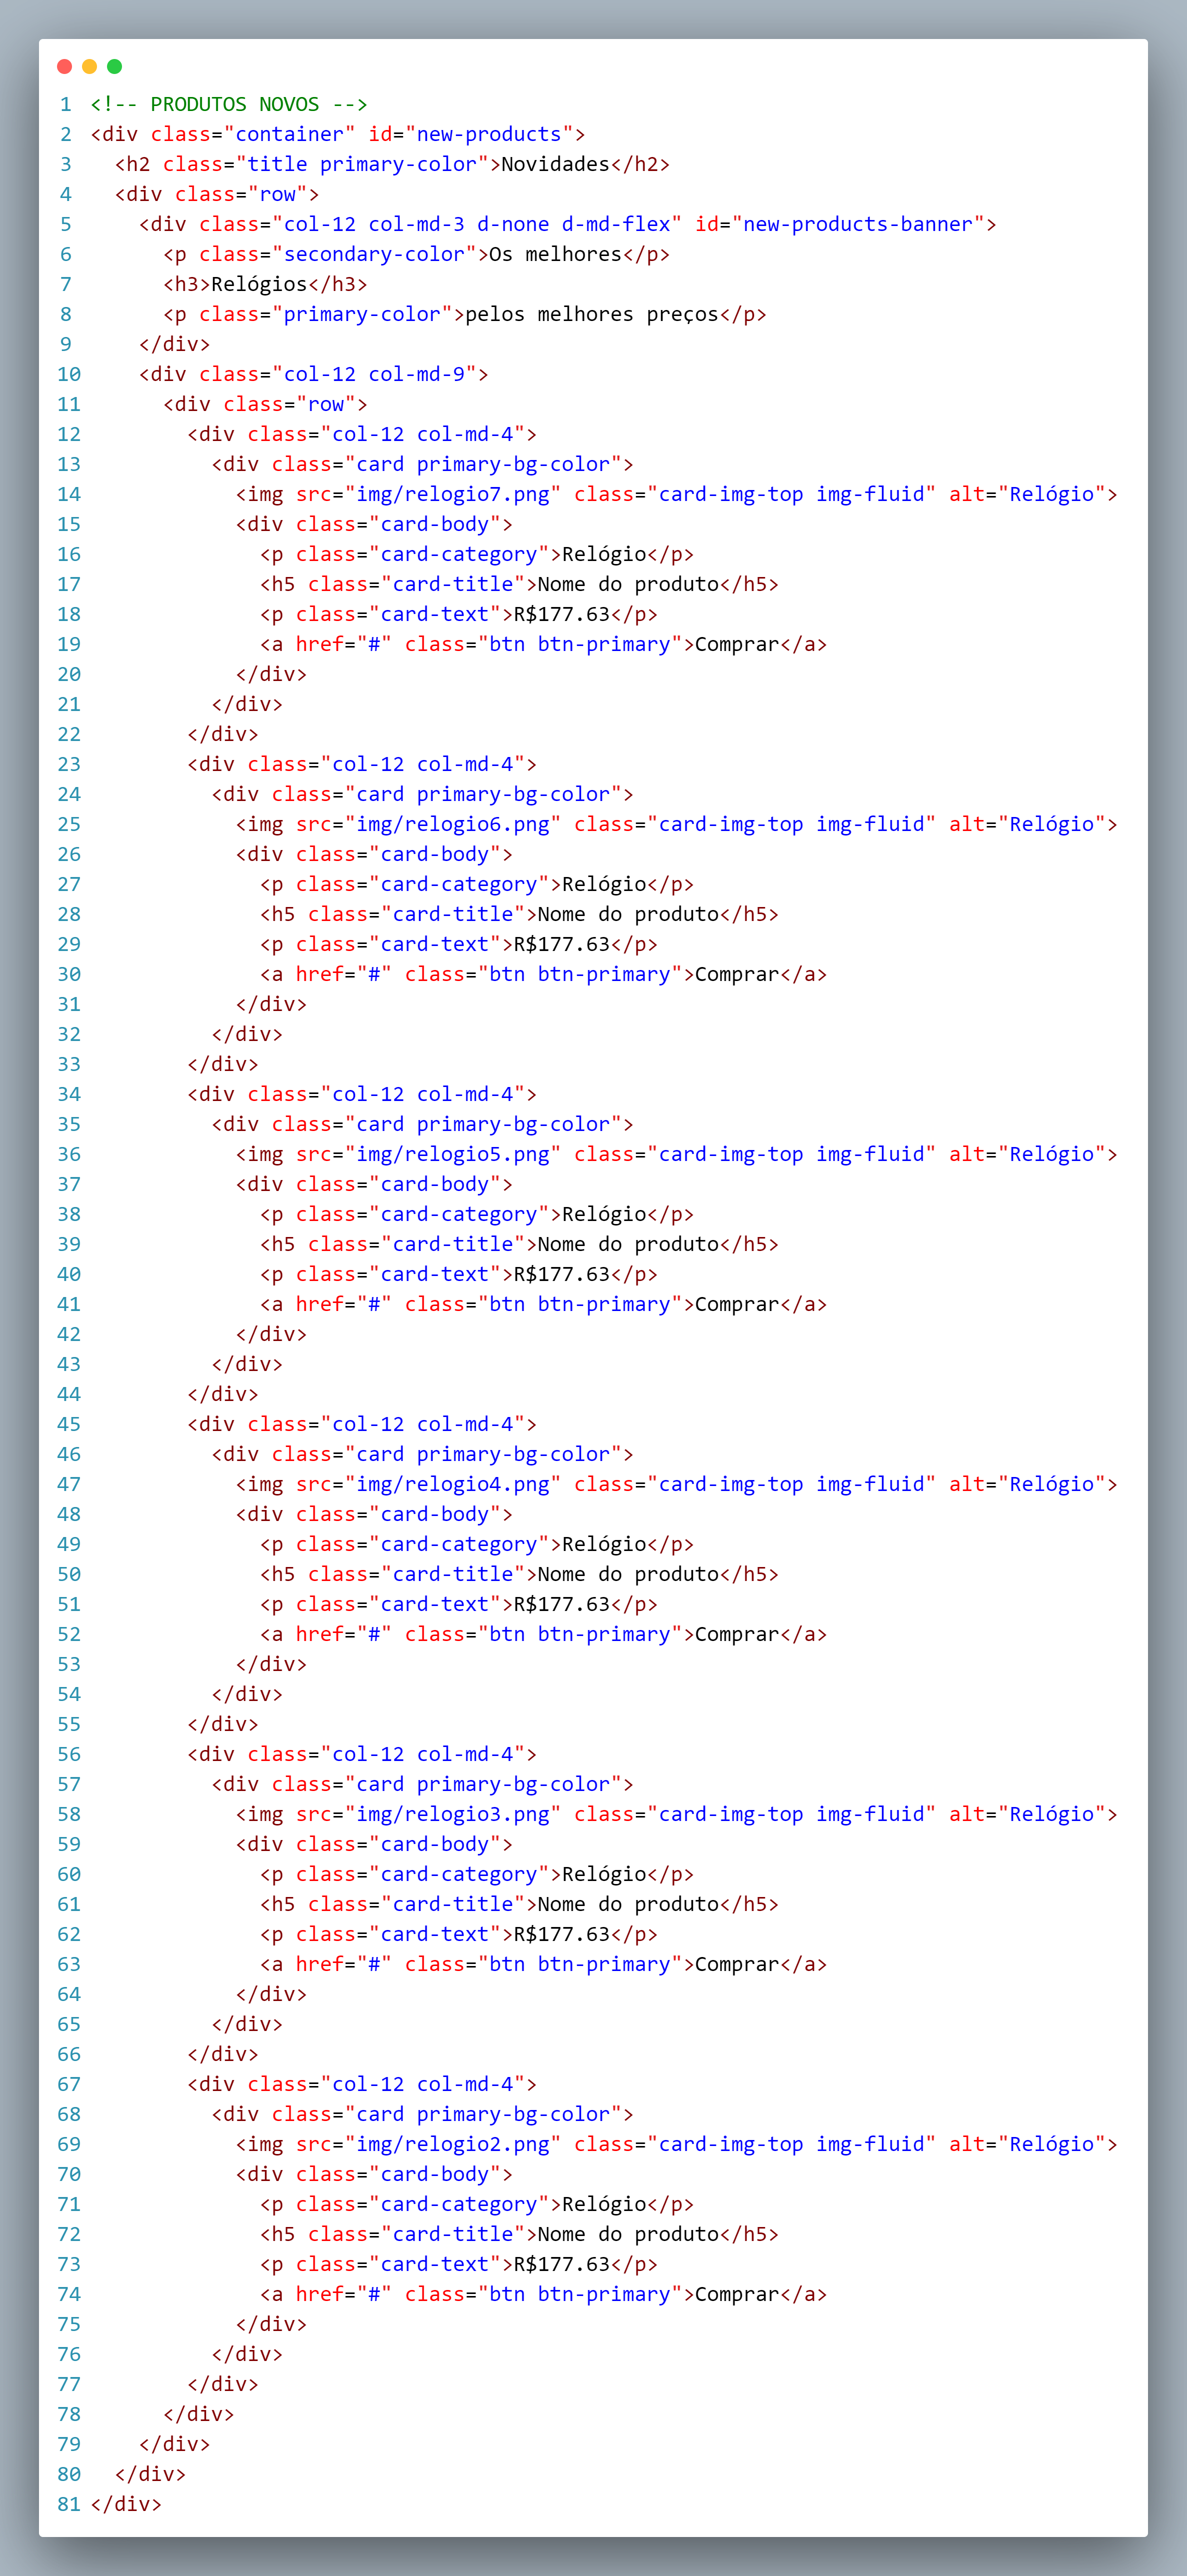 1 <!-- PRODUTOS NOVOS -->
2 <div class="container" id="new-products">
3   <h2 class="title primary-color">Novidades</h2>
4   <div class="row">
5     <div class="col-12 col-md-3 d-none d-md-flex" id="new-products-banner">
6       <p class="secondary-color">Os melhores</p>
7       <h3>Relógios</h3>
8       <p class="primary-color">pelos melhores preços</p>
9     </div>
10     <div class="col-12 col-md-9">
11       <div class="row">
12         <div class="col-12 col-md-4">
13           <div class="card primary-bg-color">
14             <img src="img/relogio7.png" class="card-img-top img-fluid" alt="Relógio">
15             <div class="card-body">
16               <p class="card-category">Relógio</p>
17               <h5 class="card-title">Nome do produto</h5>
18               <p class="card-text">R$177.63</p>
19               <a href="#" class="btn btn-primary">Comprar</a>
20             </div>
21           </div>
22         </div>
23         <div class="col-12 col-md-4">
24           <div class="card primary-bg-color">
25             <img src="img/relogio6.png" class="card-img-top img-fluid" alt="Relógio">
26             <div class="card-body">
27               <p class="card-category">Relógio</p>
28               <h5 class="card-title">Nome do produto</h5>
29               <p class="card-text">R$177.63</p>
30               <a href="#" class="btn btn-primary">Comprar</a>
31             </div>
32           </div>
33         </div>
34         <div class="col-12 col-md-4">
35           <div class="card primary-bg-color">
36             <img src="img/relogio5.png" class="card-img-top img-fluid" alt="Relógio">
37             <div class="card-body">
38               <p class="card-category">Relógio</p>
39               <h5 class="card-title">Nome do produto</h5>
40               <p class="card-text">R$177.63</p>
41               <a href="#" class="btn btn-primary">Comprar</a>
42             </div>
43           </div>
44         </div>
45         <div class="col-12 col-md-4">
46           <div class="card primary-bg-color">
47             <img src="img/relogio4.png" class="card-img-top img-fluid" alt="Relógio">
48             <div class="card-body">
49               <p class="card-category">Relógio</p>
50               <h5 class="card-title">Nome do produto</h5>
51               <p class="card-text">R$177.63</p>
52               <a href="#" class="btn btn-primary">Comprar</a>
53             </div>
54           </div>
55         </div>
56         <div class="col-12 col-md-4">
57           <div class="card primary-bg-color">
58             <img src="img/relogio3.png" class="card-img-top img-fluid" alt="Relógio">
59             <div class="card-body">
60               <p class="card-category">Relógio</p>
61               <h5 class="card-title">Nome do produto</h5>
62               <p class="card-text">R$177.63</p>
63               <a href="#" class="btn btn-primary">Comprar</a>
64             </div>
65           </div>
66         </div>
67         <div class="col-12 col-md-4">
68           <div class="card primary-bg-color">
69             <img src="img/relogio2.png" class="card-img-top img-fluid" alt="Relógio">
70             <div class="card-body">
71               <p class="card-category">Relógio</p>
72               <h5 class="card-title">Nome do produto</h5>
73               <p class="card-text">R$177.63</p>
74               <a href="#" class="btn btn-primary">Comprar</a>
75             </div>
76           </div>
77         </div>
78       </div>
79     </div>
80   </div>
81 </div>